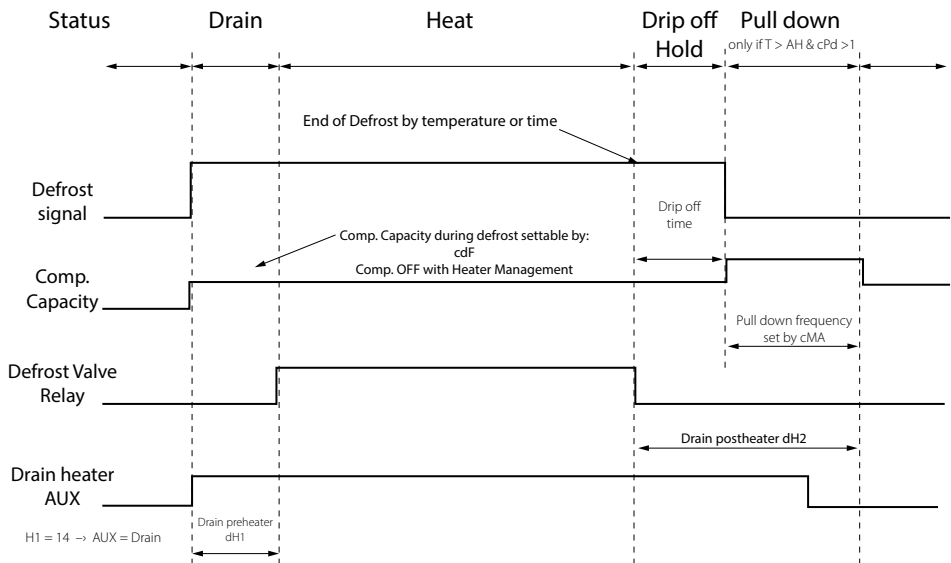 Status
Drain
Heat
Drip off
Hold
Pull down
only if T > AH & cPd >1
End of Defrost by temperature or time
Defrost
signal
Drip off
time
Comp. Capacity during defrost settable by:
cdF
Comp. OFF with Heater Management
Comp.
Capacity
Pull down frequency
set by cMA
Defrost Valve
Relay
Drain postheater dH2
Drain heater
AUX
Drain preheater
dH1
H1 = 14 –> AUX = Drain